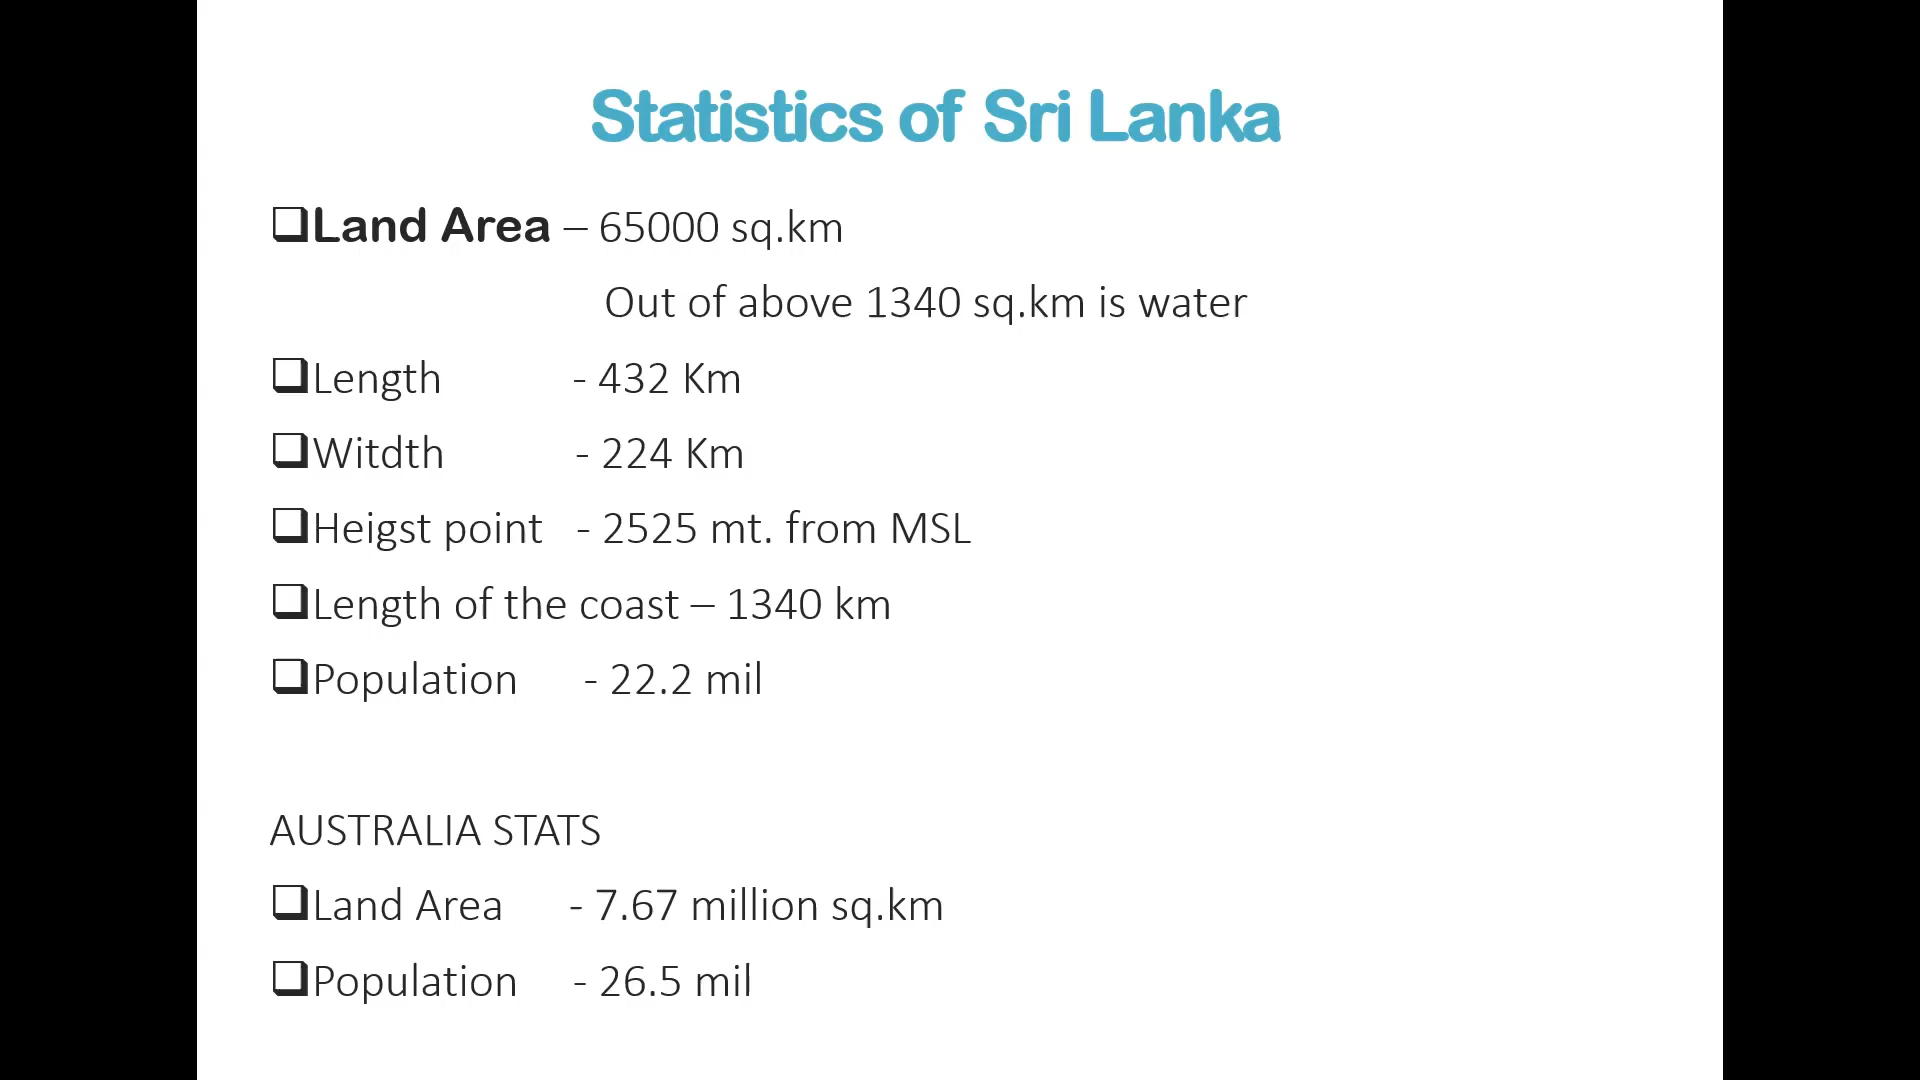 Statistics of Sri Lanka
❑Land Area – 65000 sq.km
Out of above 1340 sq.km is water
❑Length - 432 Km
❑Witdth - 224 Km
❑Heigst point - 2525 mt. from MSL
❑Length of the coast – 1340 km
❑Population - 22.2 mil
AUSTRALIA STATS
❑Land Area - 7.67 million sq.km
❑Population - 26.5 mil